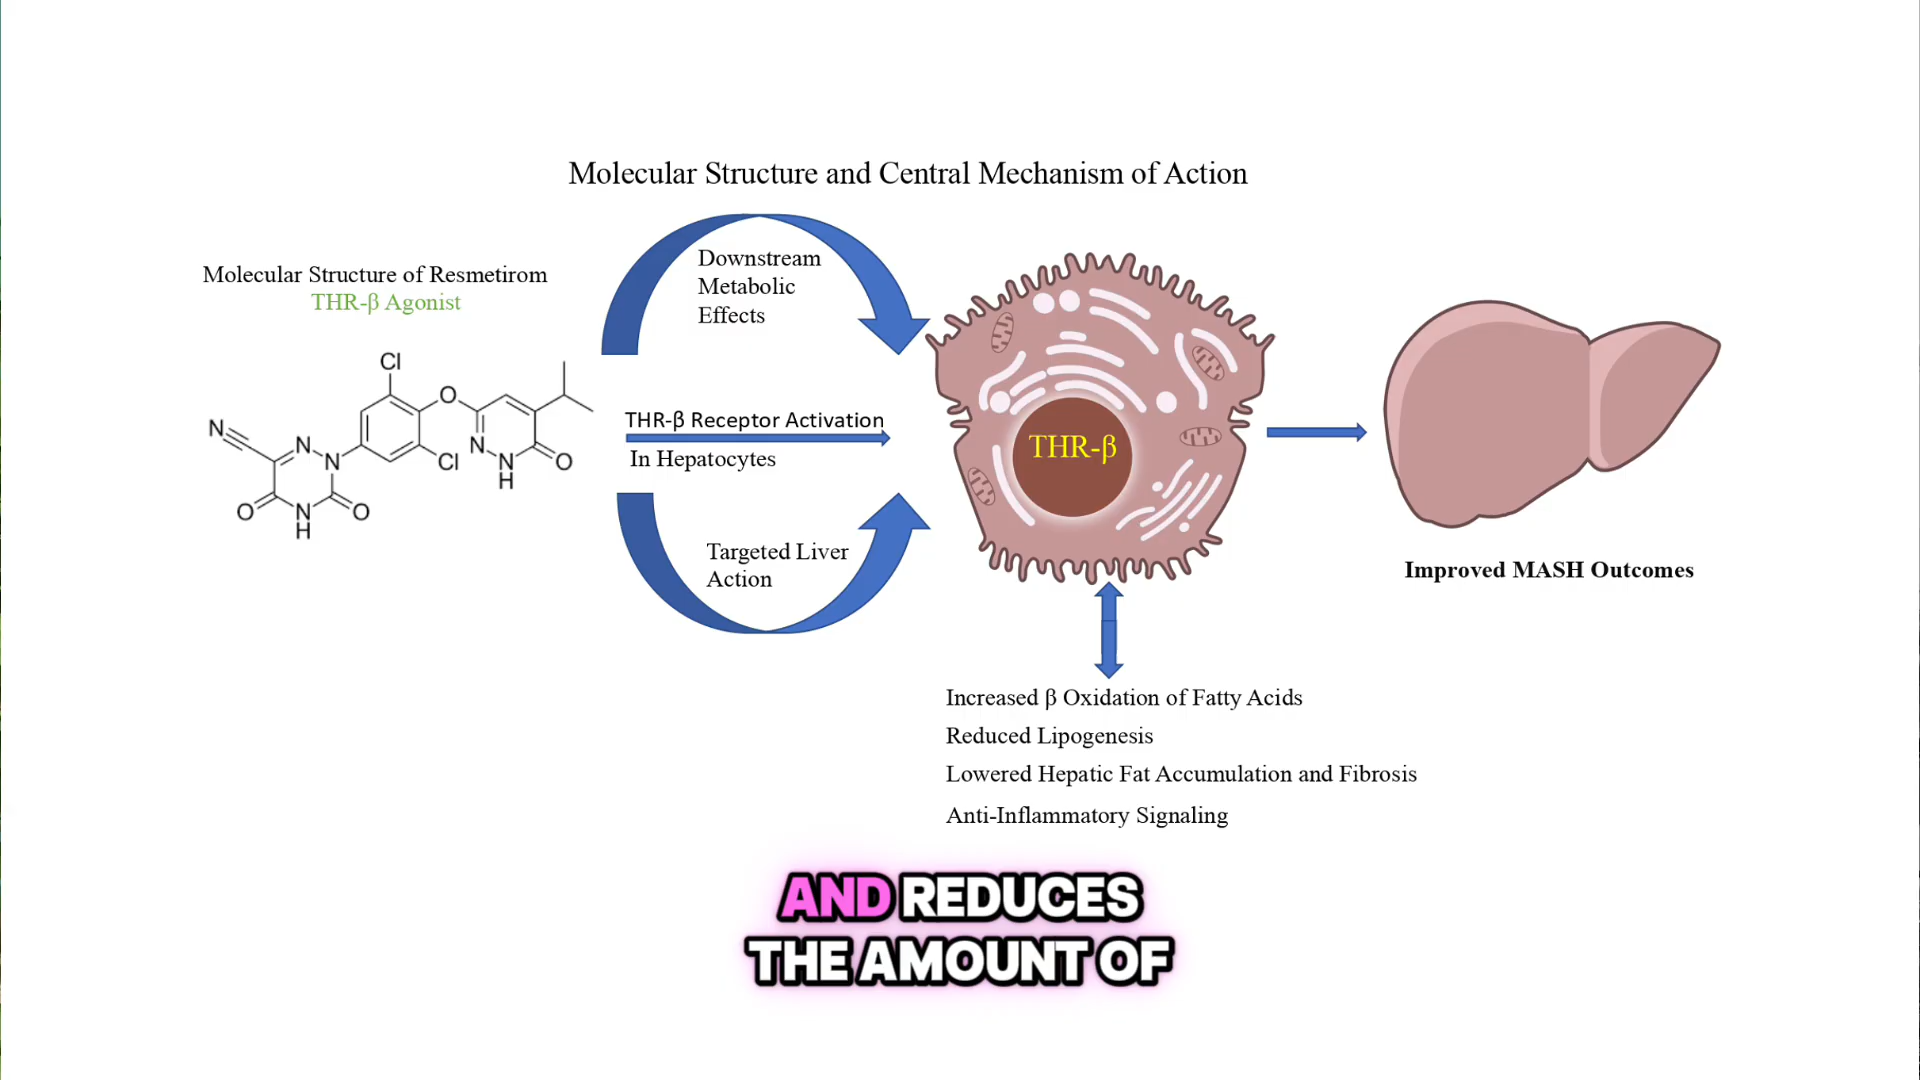 Molecular Structure and Central Mechanism of Action
Molecular Structure of Resmetirom
THR-β Agonist
Cl
O
N
N
N
Cl
N
N
H
O
O
N
H
O
Downstream
Metabolic
Effects
THR-β Receptor Activation
In Hepatocytes
Targeted Liver
Action
THR-β
Improved MASH Outcomes
Increased β Oxidation of Fatty Acids
Reduced Lipogenesis
Lowered Hepatic Fat Accumulation and Fibrosis
Anti-Inflammatory Signaling
AND REDUCES
THE AMOUNT OF